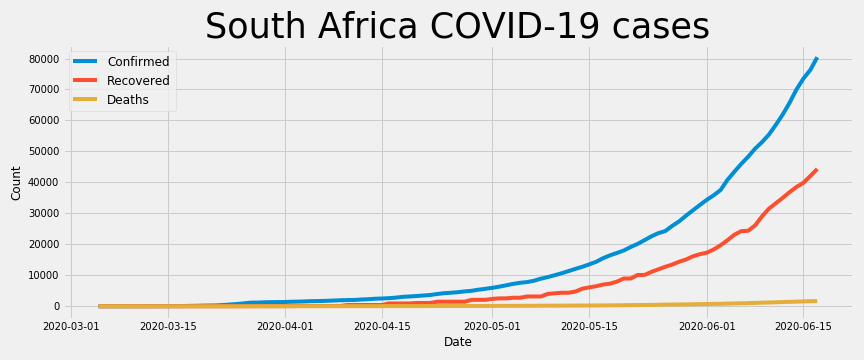 South Africa COVID-19 cases
Confirmed
Recovered
Deaths
80000
70000
60000
50000
40000
30000
20000
10000
0
Count
2020-03-01 2020-03-15 2020-04-01 2020-04-15 2020-05-01 2020-05-15 2020-06-01 2020-06-15
Date